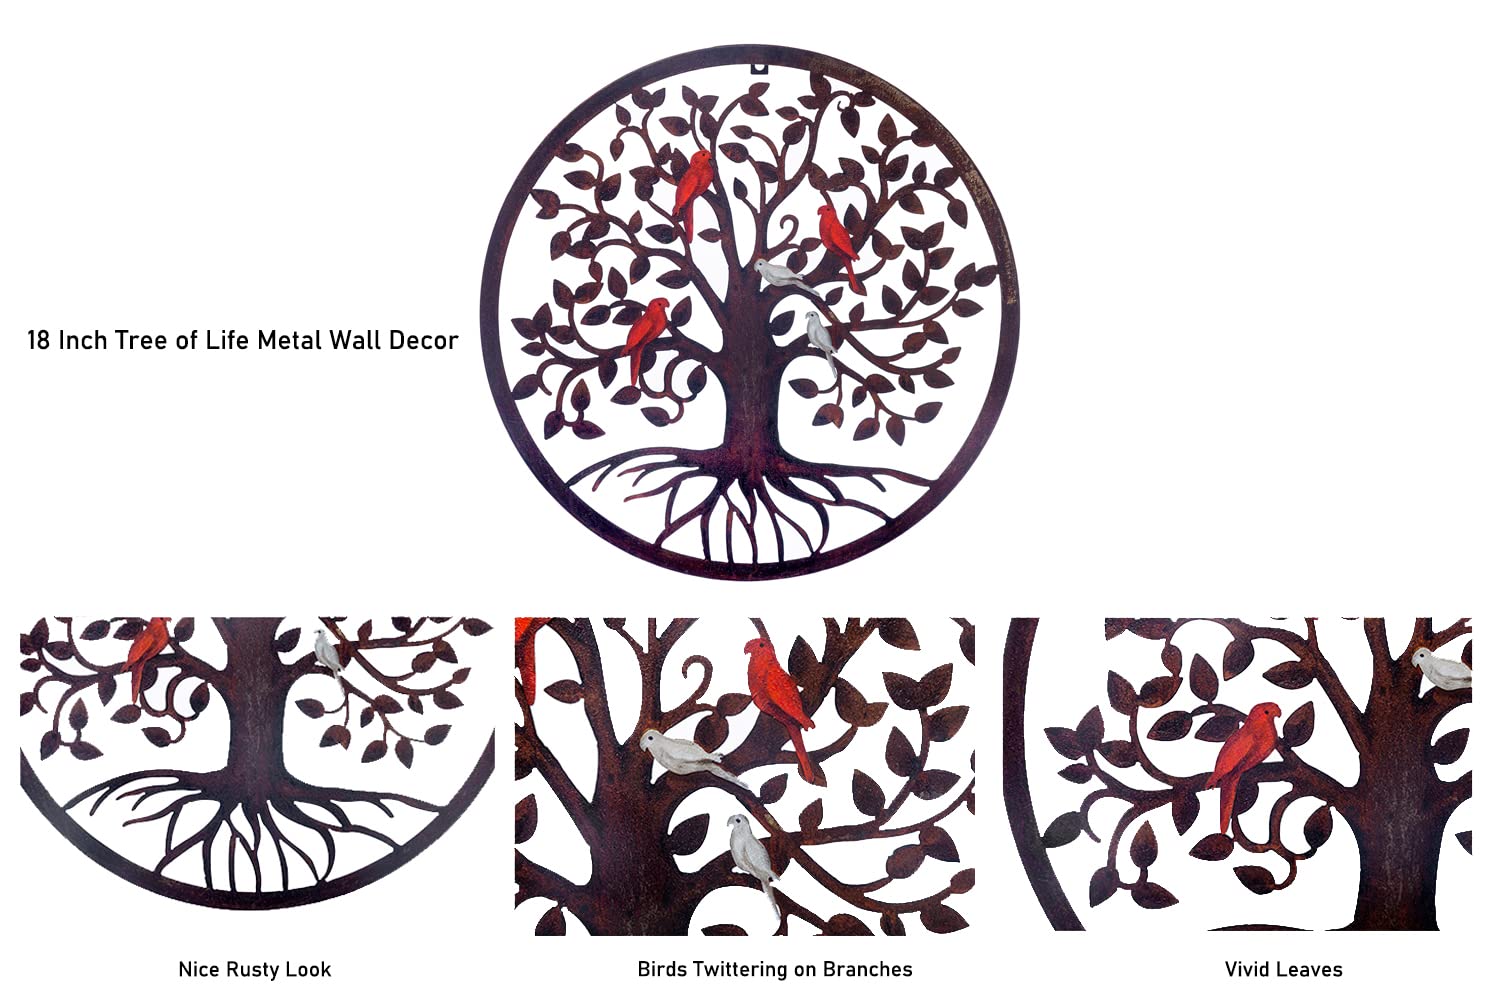 18 Inch Tree of Life Metal Wall Decor
Nice Rusty Look
Birds Twittering on Branches
Vivid Leaves